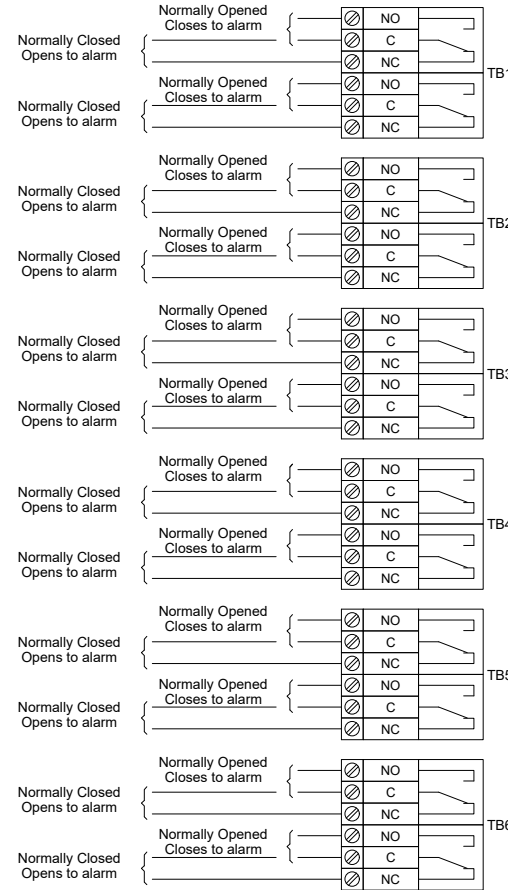 Normally Opened
Closes to alarm
NO
Normally Closed
Opens to alarm
C
NC
TB1
Normally Opened
Closes to alarm
NO
Normally Closed
Opens to alarm
C
NC
Normally Opened
Closes to alarm
NO
Normally Closed
Opens to alarm
C
NC
TB2
Normally Opened
Closes to alarm
NO
Normally Closed
Opens to alarm
C
NC
Normally Opened
Closes to alarm
NO
Normally Closed
Opens to alarm
C
NC
TB3
Normally Opened
Closes to alarm
NO
Normally Closed
Opens to alarm
C
NC
Normally Opened
Closes to alarm
NO
Normally Closed
Opens to alarm
C
NC
TB4
Normally Opened
Closes to alarm
NO
Normally Closed
Opens to alarm
C
NC
Normally Opened
Closes to alarm
NO
Normally Closed
Opens to alarm
C
NC
TB5
Normally Opened
Closes to alarm
NO
Normally Closed
Opens to alarm
C
NC
Normally Opened
Closes to alarm
NO
Normally Closed
Opens to alarm
C
NC
TB6
Normally Opened
Closes to alarm
NO
Normally Closed
Opens to alarm
C
NC